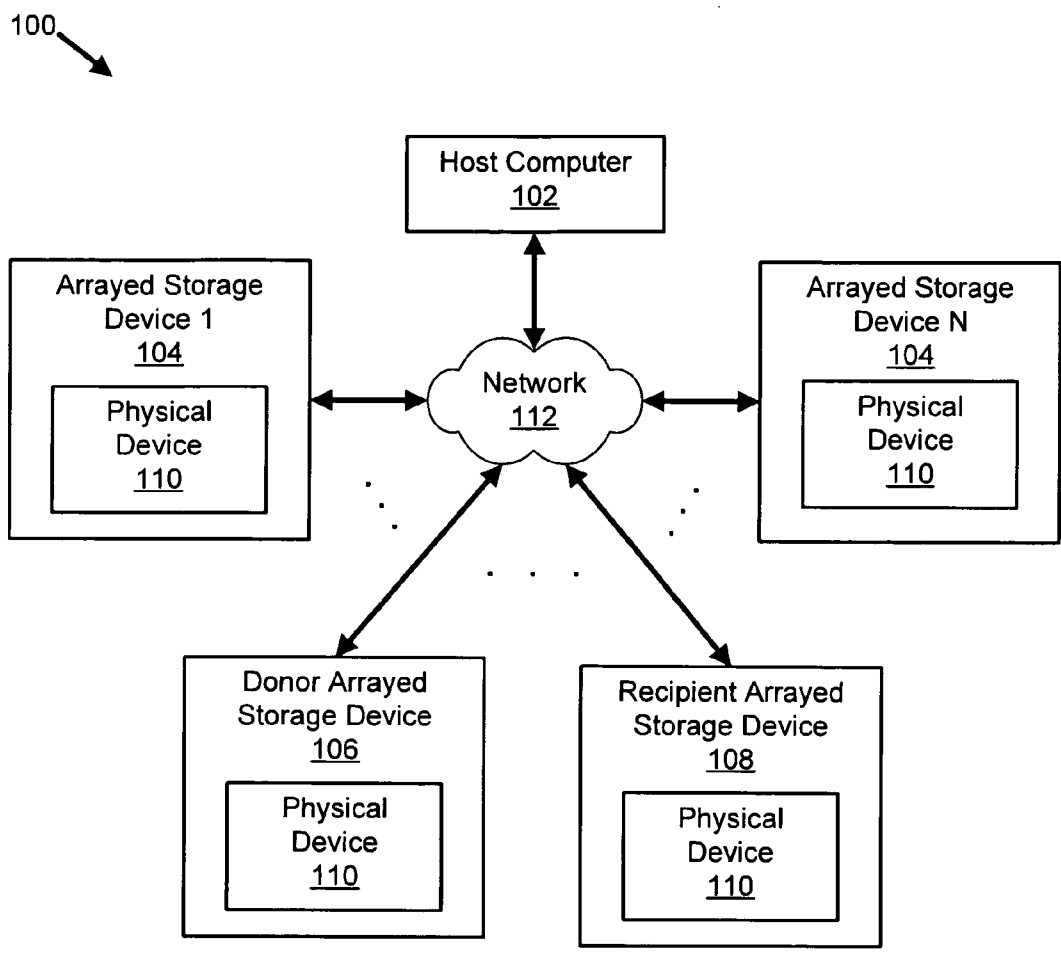 100
Host Computer
102
Arrayed Storage
Device 1
104
Physical
Device
110
Network
112
Arrayed Storage
Device N
104
Physical
Device
110
Donor Arrayed
Storage Device
106
Physical
Device
110
Recipient Arrayed
Storage Device
108
Physical
Device
110